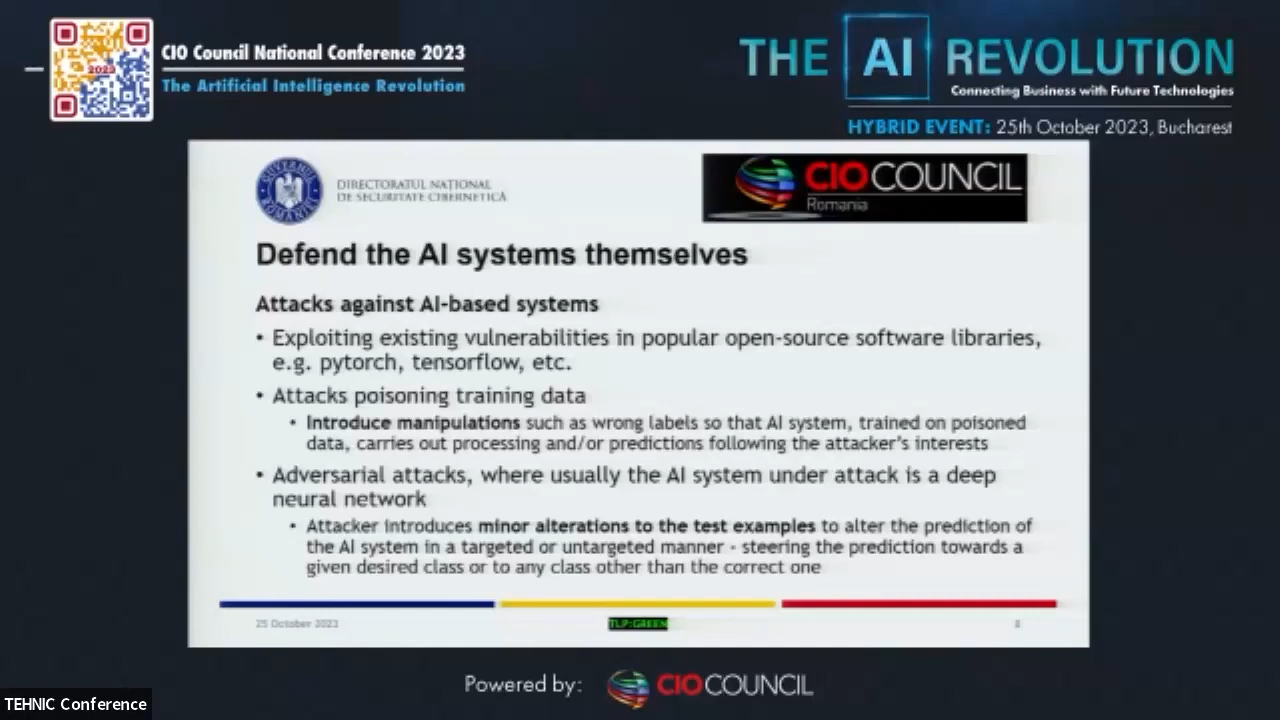 CIO Council National Conference 2023
The Artificial Intelligence Revolution
2023
THE AI REVOLUTION
Connecting Business with Future Technologies
HYBRID EVENT: 25th October 2023, Bucharest
GUVERNUL ROMÂNIEI
DIRECTORATUL NAȚIONAL
DE SECURITATE CIBERNETICĂ
CIO COUNCIL
Romania
Defend the AI systems themselves
Attacks against AI-based systems
• Exploiting existing vulnerabilities in popular open-source software libraries,
e.g. pytorch, tensorflow, etc.
• Attacks poisoning training data
• Introduce manipulations such as wrong labels so that AI system, trained on poisoned
data, carries out processing and/or predictions following the attacker's interests
• Adversarial attacks, where usually the AI system under attack is a deep
neural network
• Attacker introduces minor alterations to the test examples to alter the prediction of
the AI system in a targeted or untargeted manner - steering the prediction towards a
given desired class or to any class other than the correct one
25 October 2023
TLP:GREEN
Powered by:
CIO COUNCIL
TEHNIC Conference